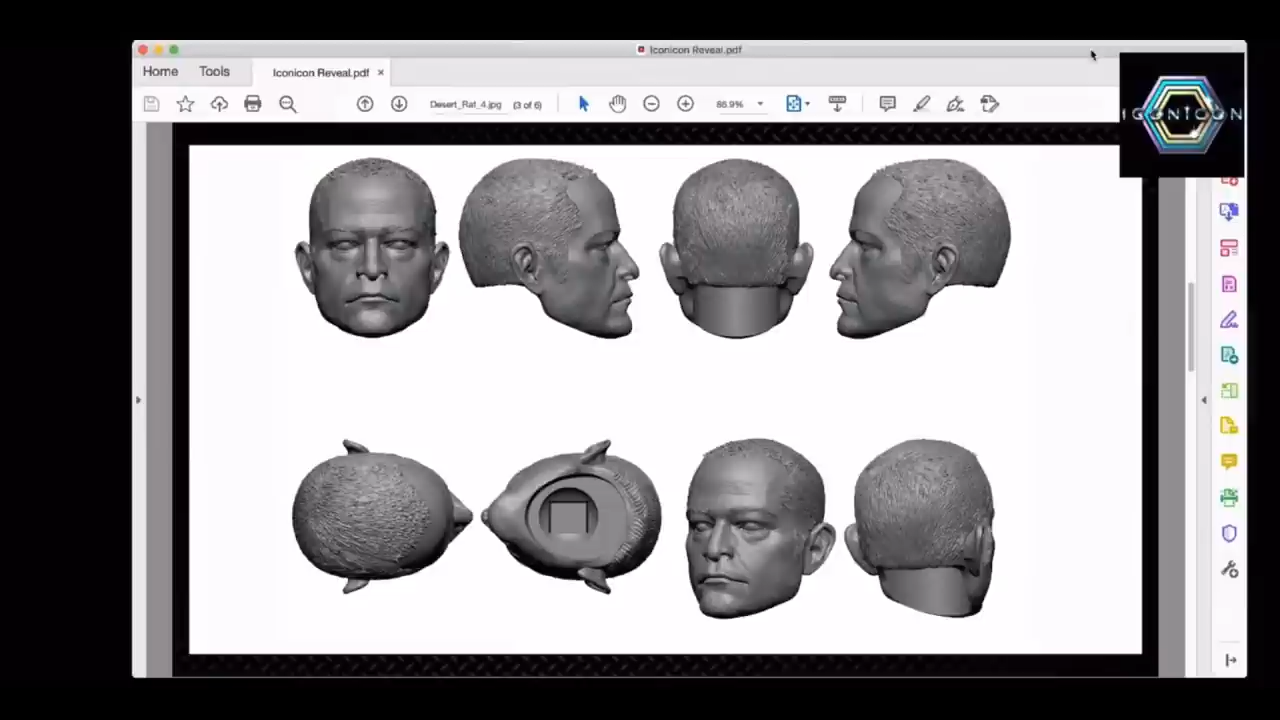 Iconicon Reveal.pdf
Home Tools Iconicon Reveal.pdf ×
Desert_Rat_4.jpg (3 of 6) 86.9%
ICONICON